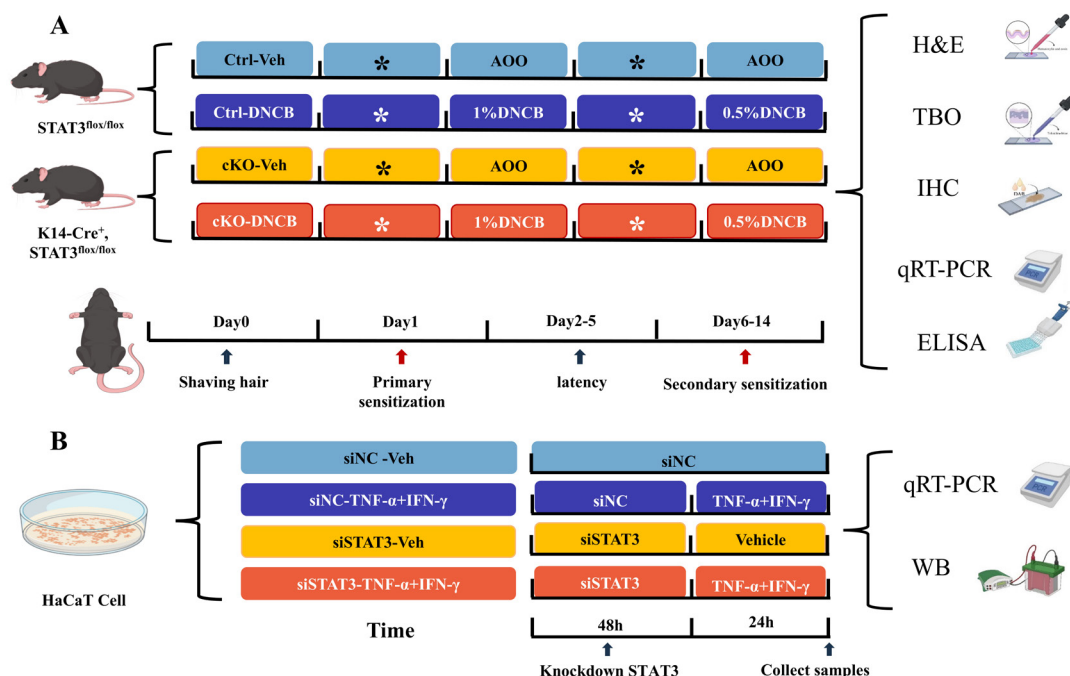 A
Ctrl-Veh * AOO * AOO
Ctrl-DNCB * 1%DNCB * 0.5%DNCB
STAT3flox/flox
cKO-Veh * AOO * AOO
cKO-DNCB * 1%DNCB * 0.5%DNCB
K14-Cre+,
STAT3flox/flox
Day0 Day1 Day2-5 Day6-14
Shaving hair
Primary
sensitization
latency
Secondary sensitization
H&E
TBO
IHC
DAB
qRT-PCR
ELISA
B
siNC -Veh siNC
siNC-TNF-α+IFN-γ siNC TNF-α+IFN-γ
siSTAT3-Veh siSTAT3 Vehicle
siSTAT3-TNF-α+IFN-γ siSTAT3 TNF-α+IFN-γ
HaCaT Cell
Time 48h 24h
Knockdown STAT3 Collect samples
qRT-PCR
WB